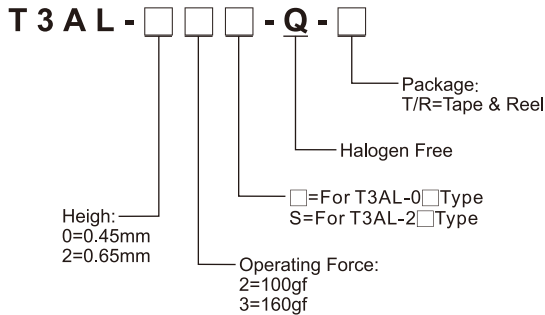 T3AL-□□□-Q-□
Package:
T/R=Tape & Reel
Halogen Free
□=For T3AL-0□Type
S=For T3AL-2□Type
Heigh:
0=0.45mm
2=0.65mm
Operating Force:
2=100gf
3=160gf